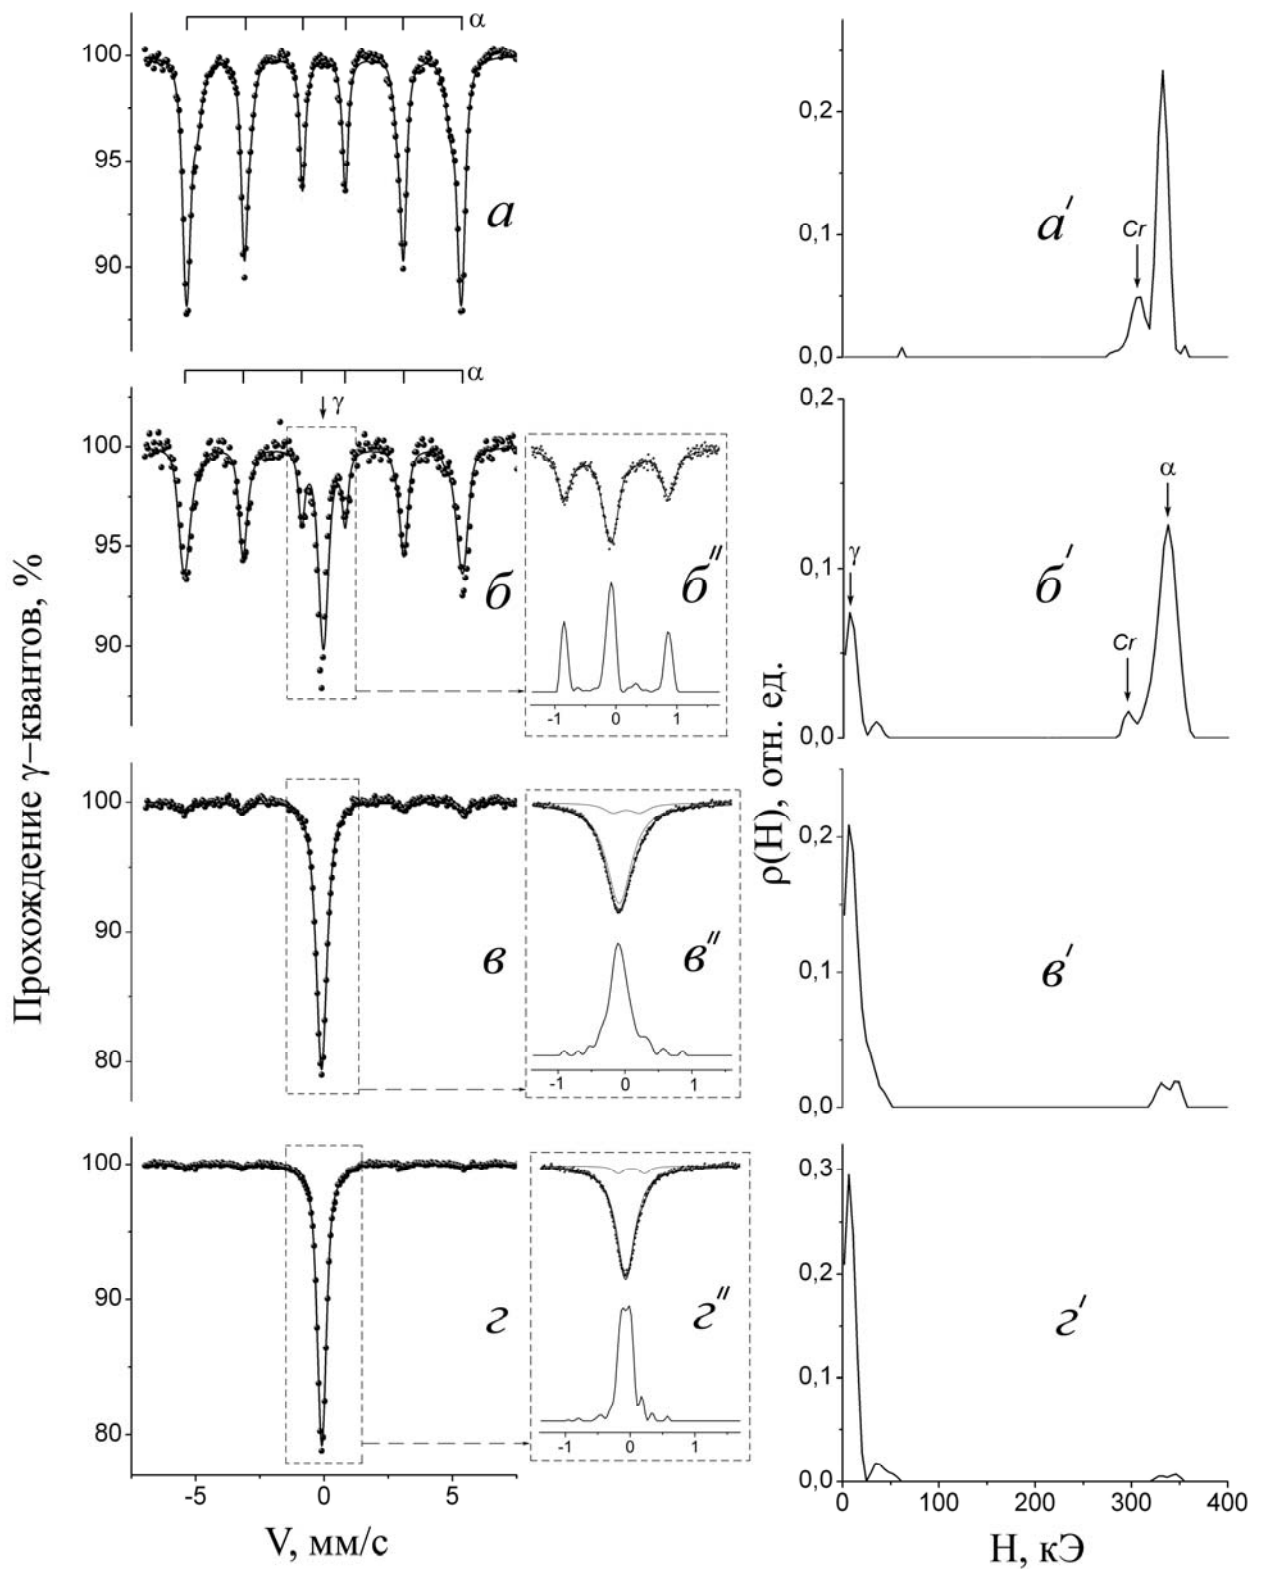 Прохождение γ–квантов, %
α
100
95
90
а
α
γ
100
95
90
б
б″
-1 0 1
100
90
80
в
в″
-1 0 1
100
90
80
г
г″
-1 0 1
-5 0 5
V, мм/с
ρ(H), отн. ед.
0,2
0,1
0,0
Cr
а′
0,2
0,1
0,0
γ
Cr
α
б′
0,2
0,1
0,0
в′
0,3
0,2
0,1
0,0
г′
0 100 200 300 400
H, кЭ